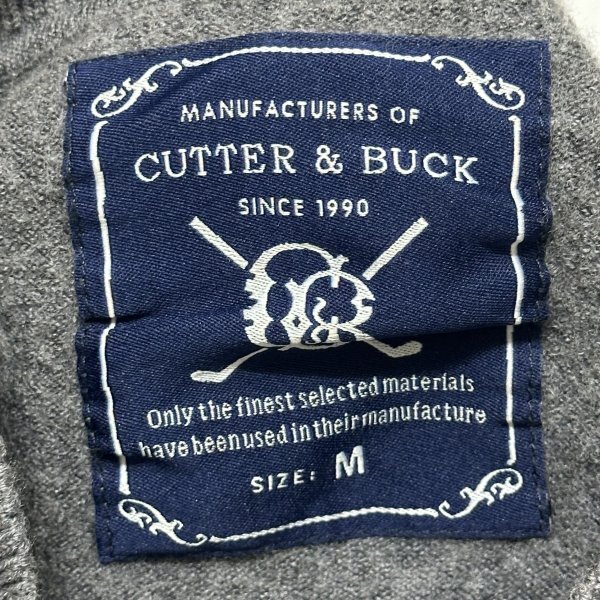 MANUFACTURERS OF
CUTTER & BUCK
SINCE 1990
Only the finest selected materials
have been used in their manufacture
SIZE: M